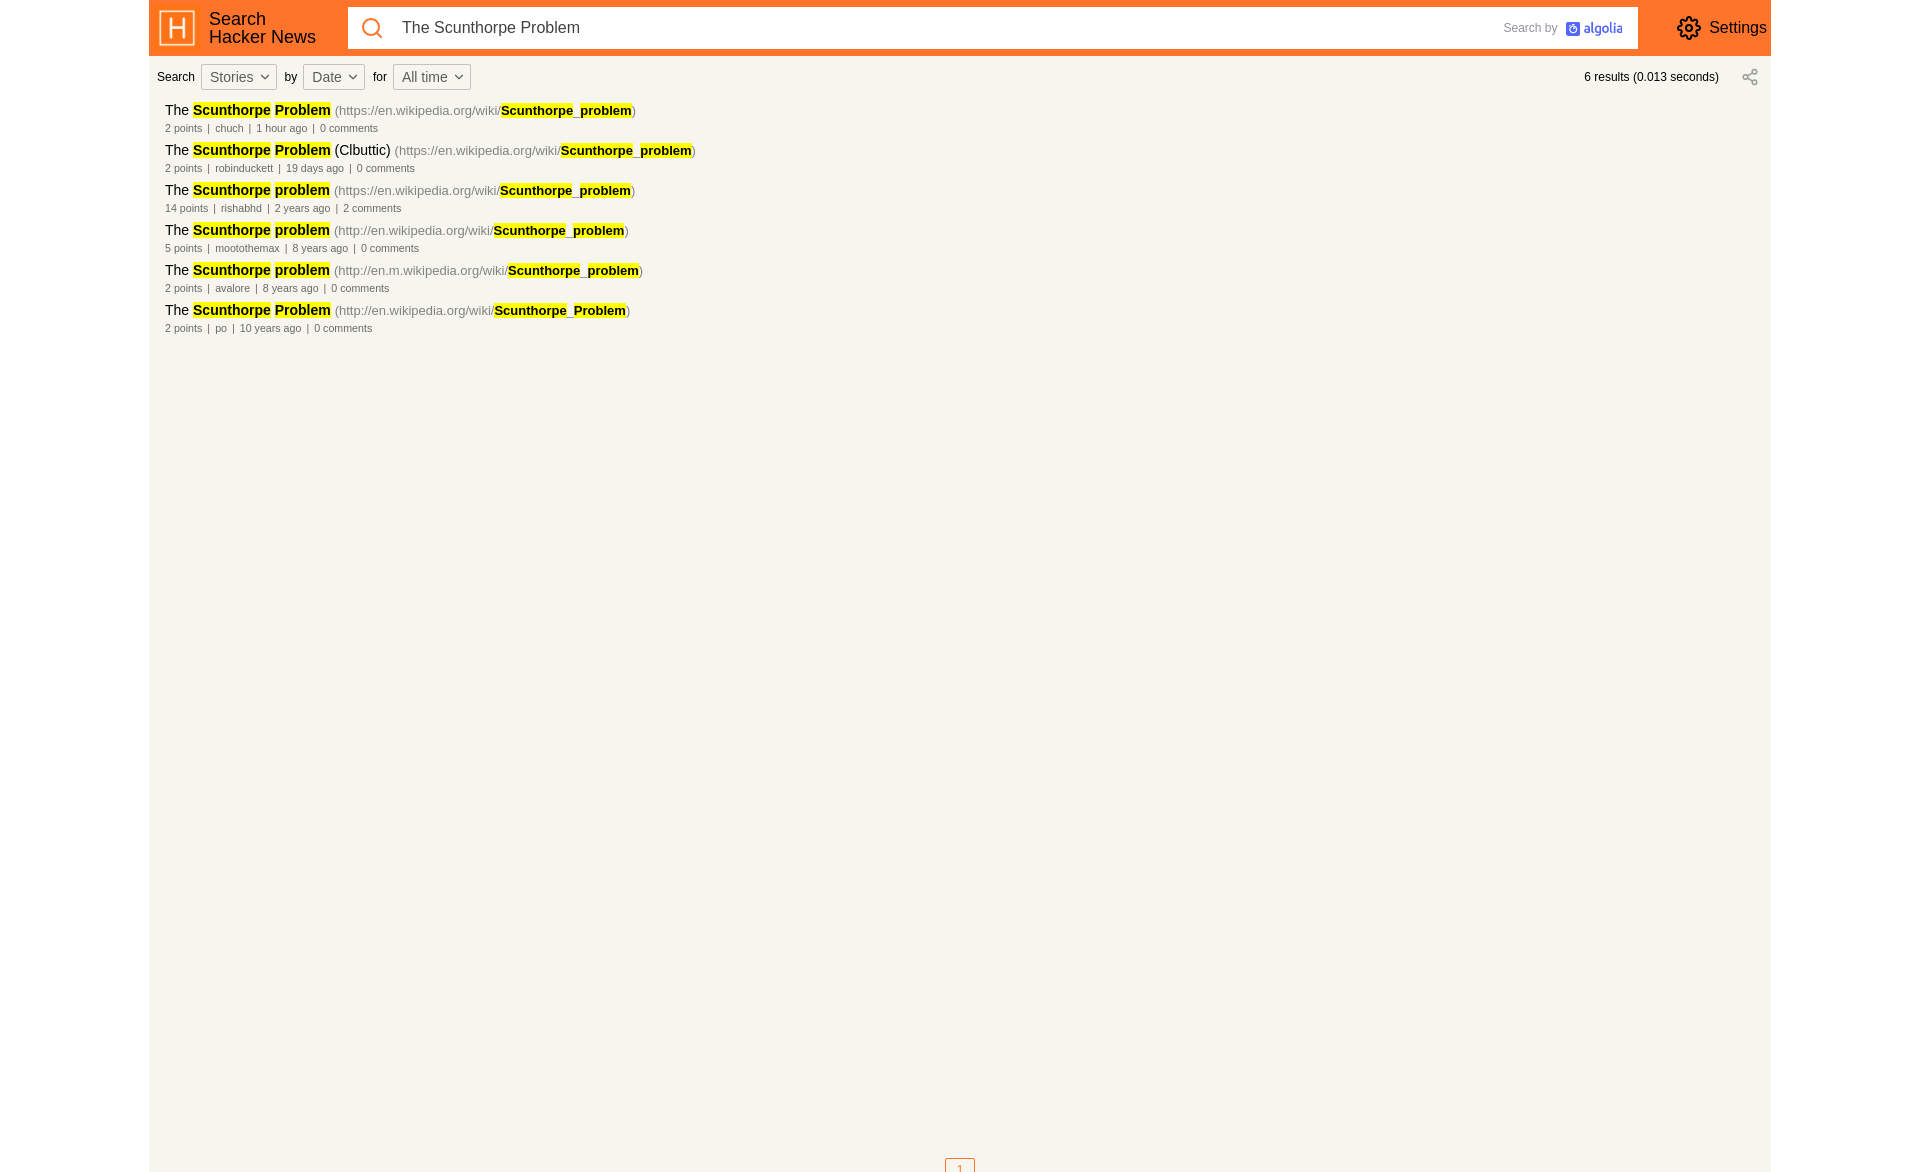 Search
Hacker News
The Scunthorpe Problem
Search by algolia
Settings
Search Stories by Date for All time
6 results (0.013 seconds)
The Scunthorpe Problem (https://en.wikipedia.org/wiki/Scunthorpe_problem)
2 points | chuch | 1 hour ago | 0 comments
The Scunthorpe Problem (Clbuttic) (https://en.wikipedia.org/wiki/Scunthorpe_problem)
2 points | robinduckett | 19 days ago | 0 comments
The Scunthorpe problem (https://en.wikipedia.org/wiki/Scunthorpe_problem)
14 points | rishabhd | 2 years ago | 2 comments
The Scunthorpe problem (http://en.wikipedia.org/wiki/Scunthorpe_problem)
5 points | mootothemax | 8 years ago | 0 comments
The Scunthorpe problem (http://en.m.wikipedia.org/wiki/Scunthorpe_problem)
2 points | avalore | 8 years ago | 0 comments
The Scunthorpe Problem (http://en.wikipedia.org/wiki/Scunthorpe_Problem)
2 points | po | 10 years ago | 0 comments
1